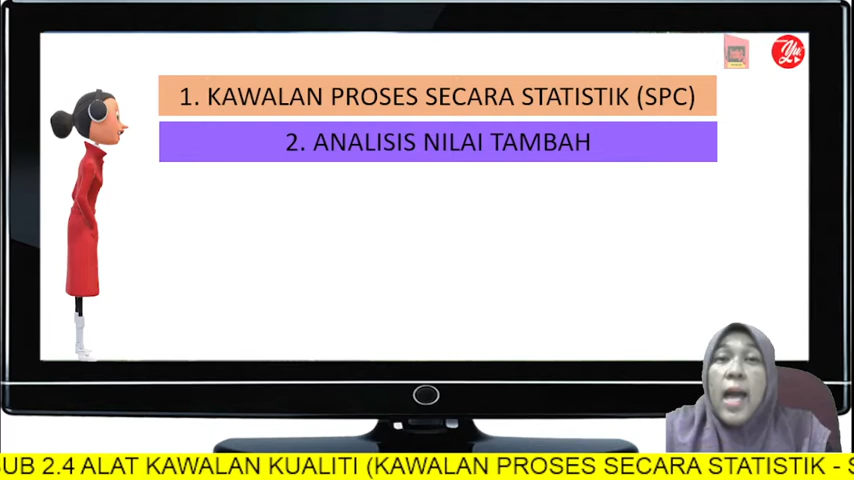 1. KAWALAN PROSES SECARA STATISTIK (SPC)
2. ANALISIS NILAI TAMBAH
SUB 2.4 ALAT KAWALAN KUALITI (KAWALAN PROSES SECARA STATISTIK - S